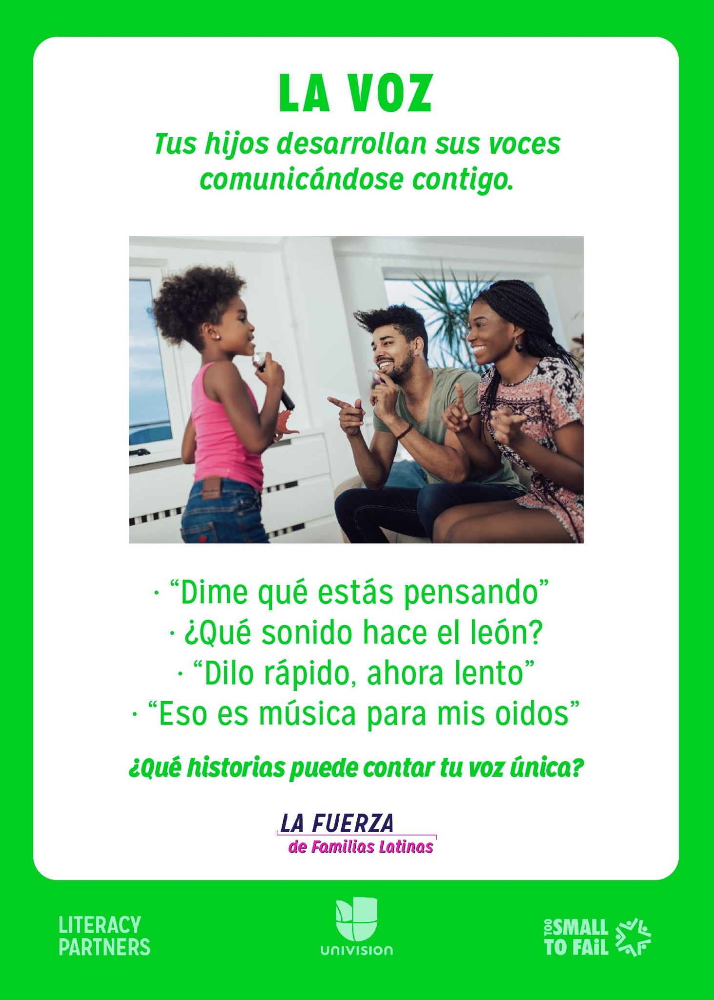 LA VOZ
Tus hijos desarrollan sus voces
comunicándose contigo.
· “Dime qué estás pensando”
· ¿Qué sonido hace el león?
· “Dilo rápido, ahora lento”
· “Eso es música para mis oidos”
¿Qué historias puede contar tu voz única?
LA FUERZA
de Familias Latinas
LITERACY
PARTNERS
univision
TOO SMALL
TO FAiL